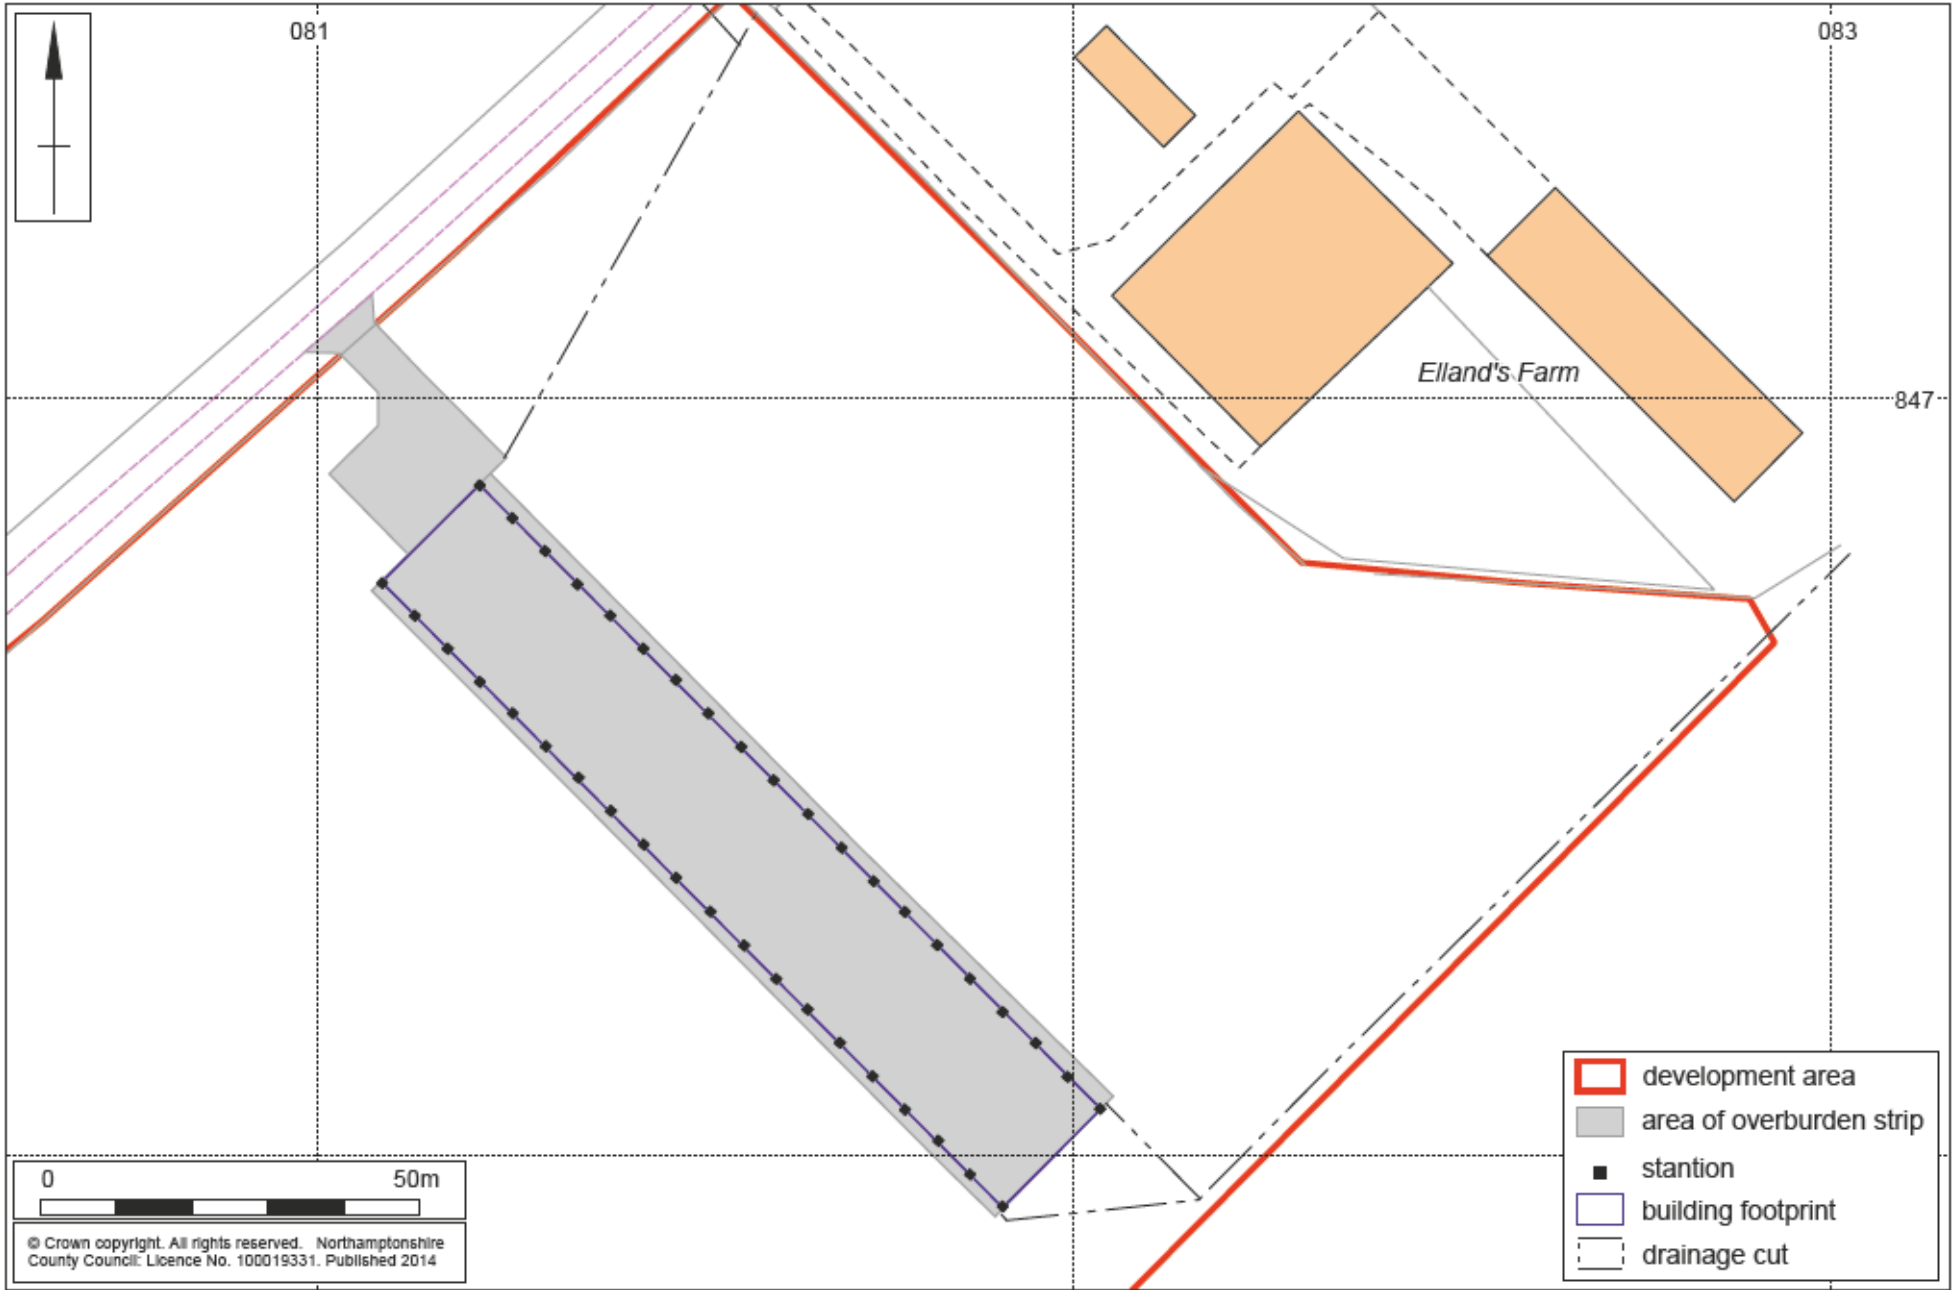 081
083
Elland's Farm
847
development area
area of overburden strip
stantion
building footprint
drainage cut
0 50m
© Crown copyright. All rights reserved. Northamptonshire
County Council: Licence No. 100019331. Published 2014